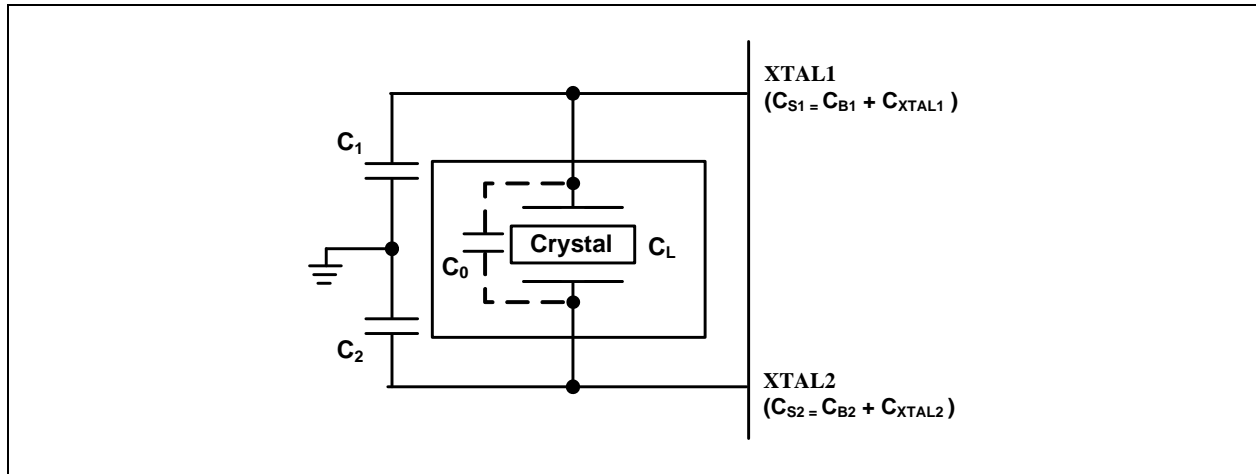 XTAL1
(CS1 = CB1 + CXTAL1 )
C1
Crystal
CL
C0
C2
XTAL2
(CS2 = CB2 + CXTAL2 )